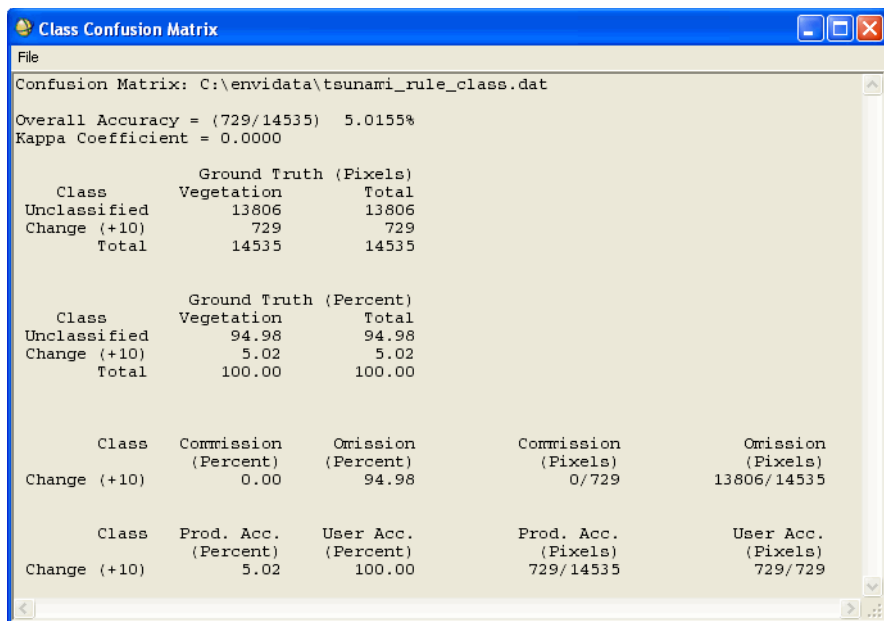 Class Confusion Matrix
File
Confusion Matrix: C:\envidata\tsunami_rule_class.dat
Overall Accuracy = (729/14535) 5.0155%
Kappa Coefficient = 0.0000
Ground Truth (Pixels)
Class Vegetation Total
Unclassified 13806 13806
Change (+10) 729 729
Total 14535 14535
Ground Truth (Percent)
Class Vegetation Total
Unclassified 94.98 94.98
Change (+10) 5.02 5.02
Total 100.00 100.00
Class Commission Omission Commission Omission
(Percent) (Percent) (Pixels) (Pixels)
Change (+10) 0.00 94.98 0/729 13806/14535
Class Prod. Acc. User Acc. Prod. Acc. User Acc.
(Percent) (Percent) (Pixels) (Pixels)
Change (+10) 5.02 100.00 729/14535 729/729